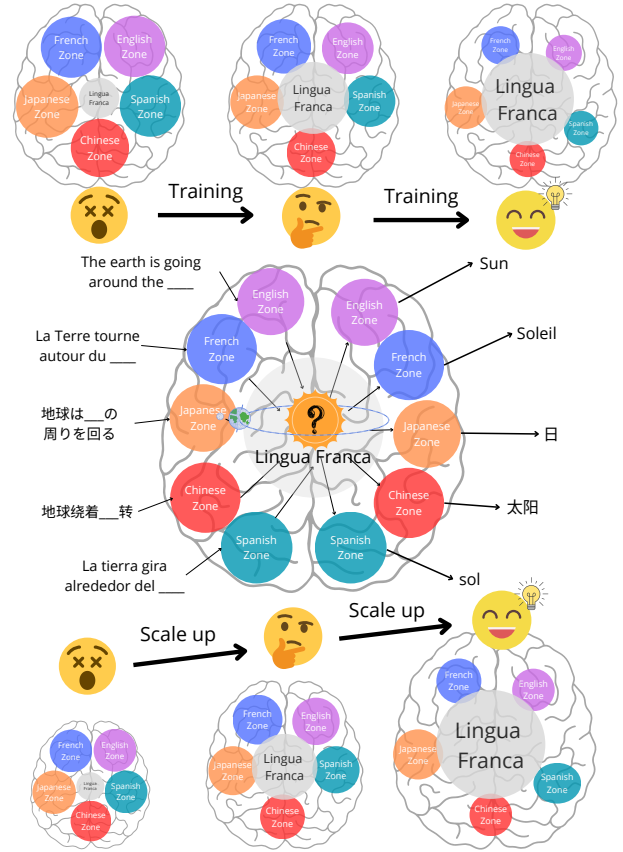 French
Zone
English
Zone
Japanese
Zone
Lingua
Franca
Spanish
Zone
Chinese
Zone
French
Zone
English
Zone
Japanese
Zone
Lingua
Franca
Spanish
Zone
Chinese
Zone
French
Zone
English
Zone
Japanese
Zone
Lingua
Franca
Spanish
Zone
Chinese
Zone
Training
Training
The earth is going
around the ____
English
Zone
English
Zone
Sun
La Terre tourne
autour du ____
French
Zone
French
Zone
Soleil
地球は___の
周りを回る
Japanese
Zone
?
Japanese
Zone
日
Lingua Franca
地球绕着___转
Chinese
Zone
Chinese
Zone
太阳
La tierra gira
alrededor del ____
Spanish
Zone
Spanish
Zone
sol
Scale up
Scale up
French
Zone
English
Zone
Japanese
Zone
Lingua
Franca
Spanish
Zone
Chinese
Zone
French
Zone
English
Zone
Japanese
Zone
Lingua
Franca
Spanish
Zone
Chinese
Zone
French
Zone
English
Zone
Japanese
Zone
Lingua
Franca
Spanish
Zone
Chinese
Zone